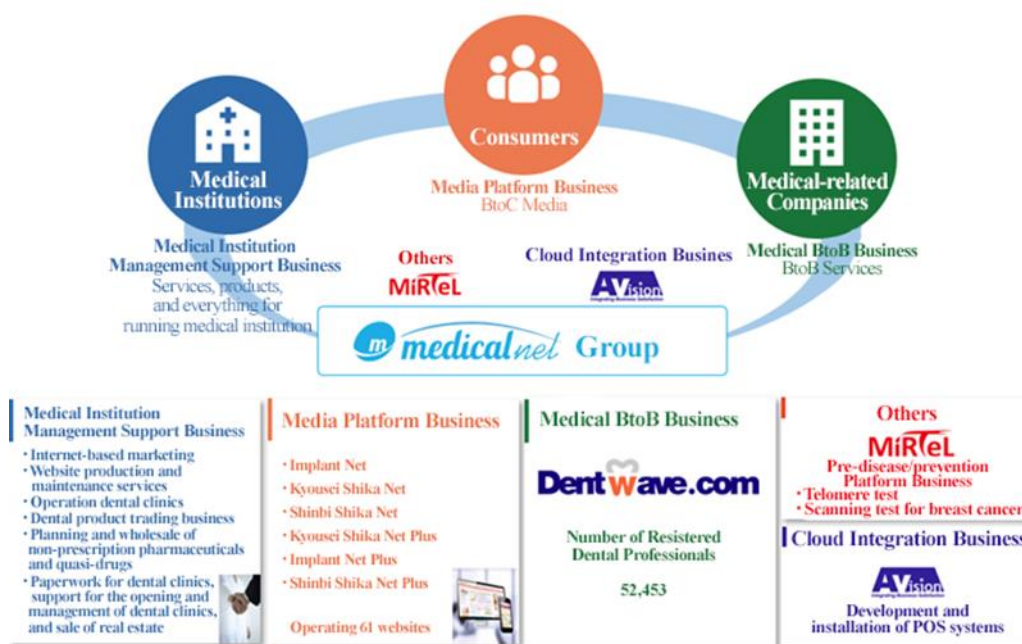 Consumers
Media Platform Business
BtoC Media
Medical
Institutions
Medical Institution
Management Support Business
Services, products,
and everything for
running medical institution
Medical-related
Companies
Medical BtoB Business
BtoB Services
Others
MiRTeL
Cloud Integration Busines
AVision
Integrating Business Satisfaction
m medicalnet Group
Medical Institution
Management Support Business
・Internet-based marketing
・Website production and
maintenance services
・Operation dental clinics
・Dental product trading business
・Planning and wholesale of
non-prescription pharmaceuticals
and quasi-drugs
・Paperwork for dental clinics,
support for the opening and
management of dental clinics,
and sale of real estate
Media Platform Business
・Implant Net
・Kyousei Shika Net
・Shinbi Shika Net
・Kyousei Shika Net Plus
・Implant Net Plus
・Shinbi Shika Net Plus
Operating 61 websites
Medical BtoB Business
Dentwave.com
Number of Resistered
Dental Professionals
52,453
Others
MiRTeL
Pre-disease/prevention
Platform Business
・Telomere test
・Scanning test for breast cancer
Cloud Integration Business
AVision
Integrating Business Satisfaction
Development and
installation of POS systems